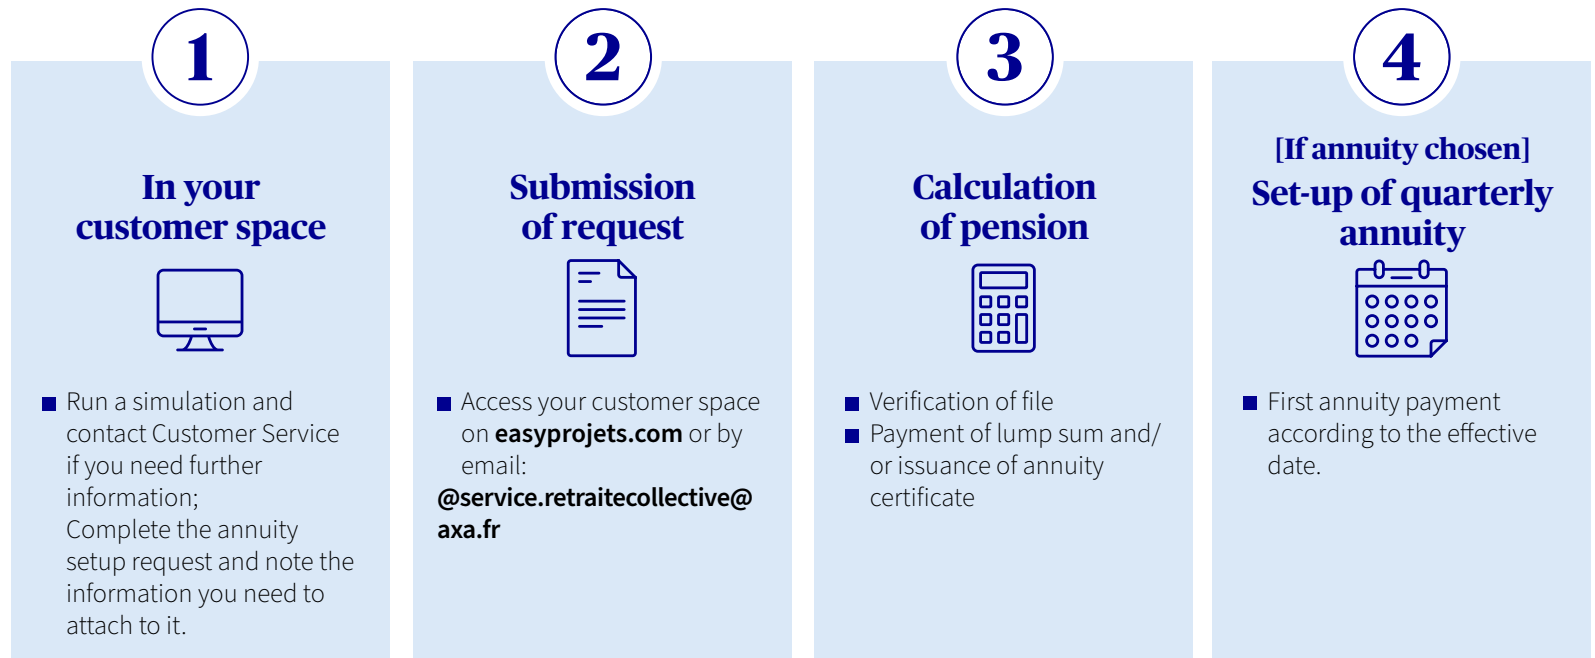 1
In your
customer space
■ Run a simulation and
contact Customer Service
if you need further
information;
Complete the annuity
setup request and note the
information you need to
attach to it.
2
Submission
of request
■ Access your customer space
on easyprojets.com or by
email:
@service.retraitecollective@
axa.fr
3
Calculation
of pension
■ Verification of file
■ Payment of lump sum and/
or issuance of annuity
certificate
4
[If annuity chosen]
Set-up of quarterly
annuity
■ First annuity payment
according to the effective
date.